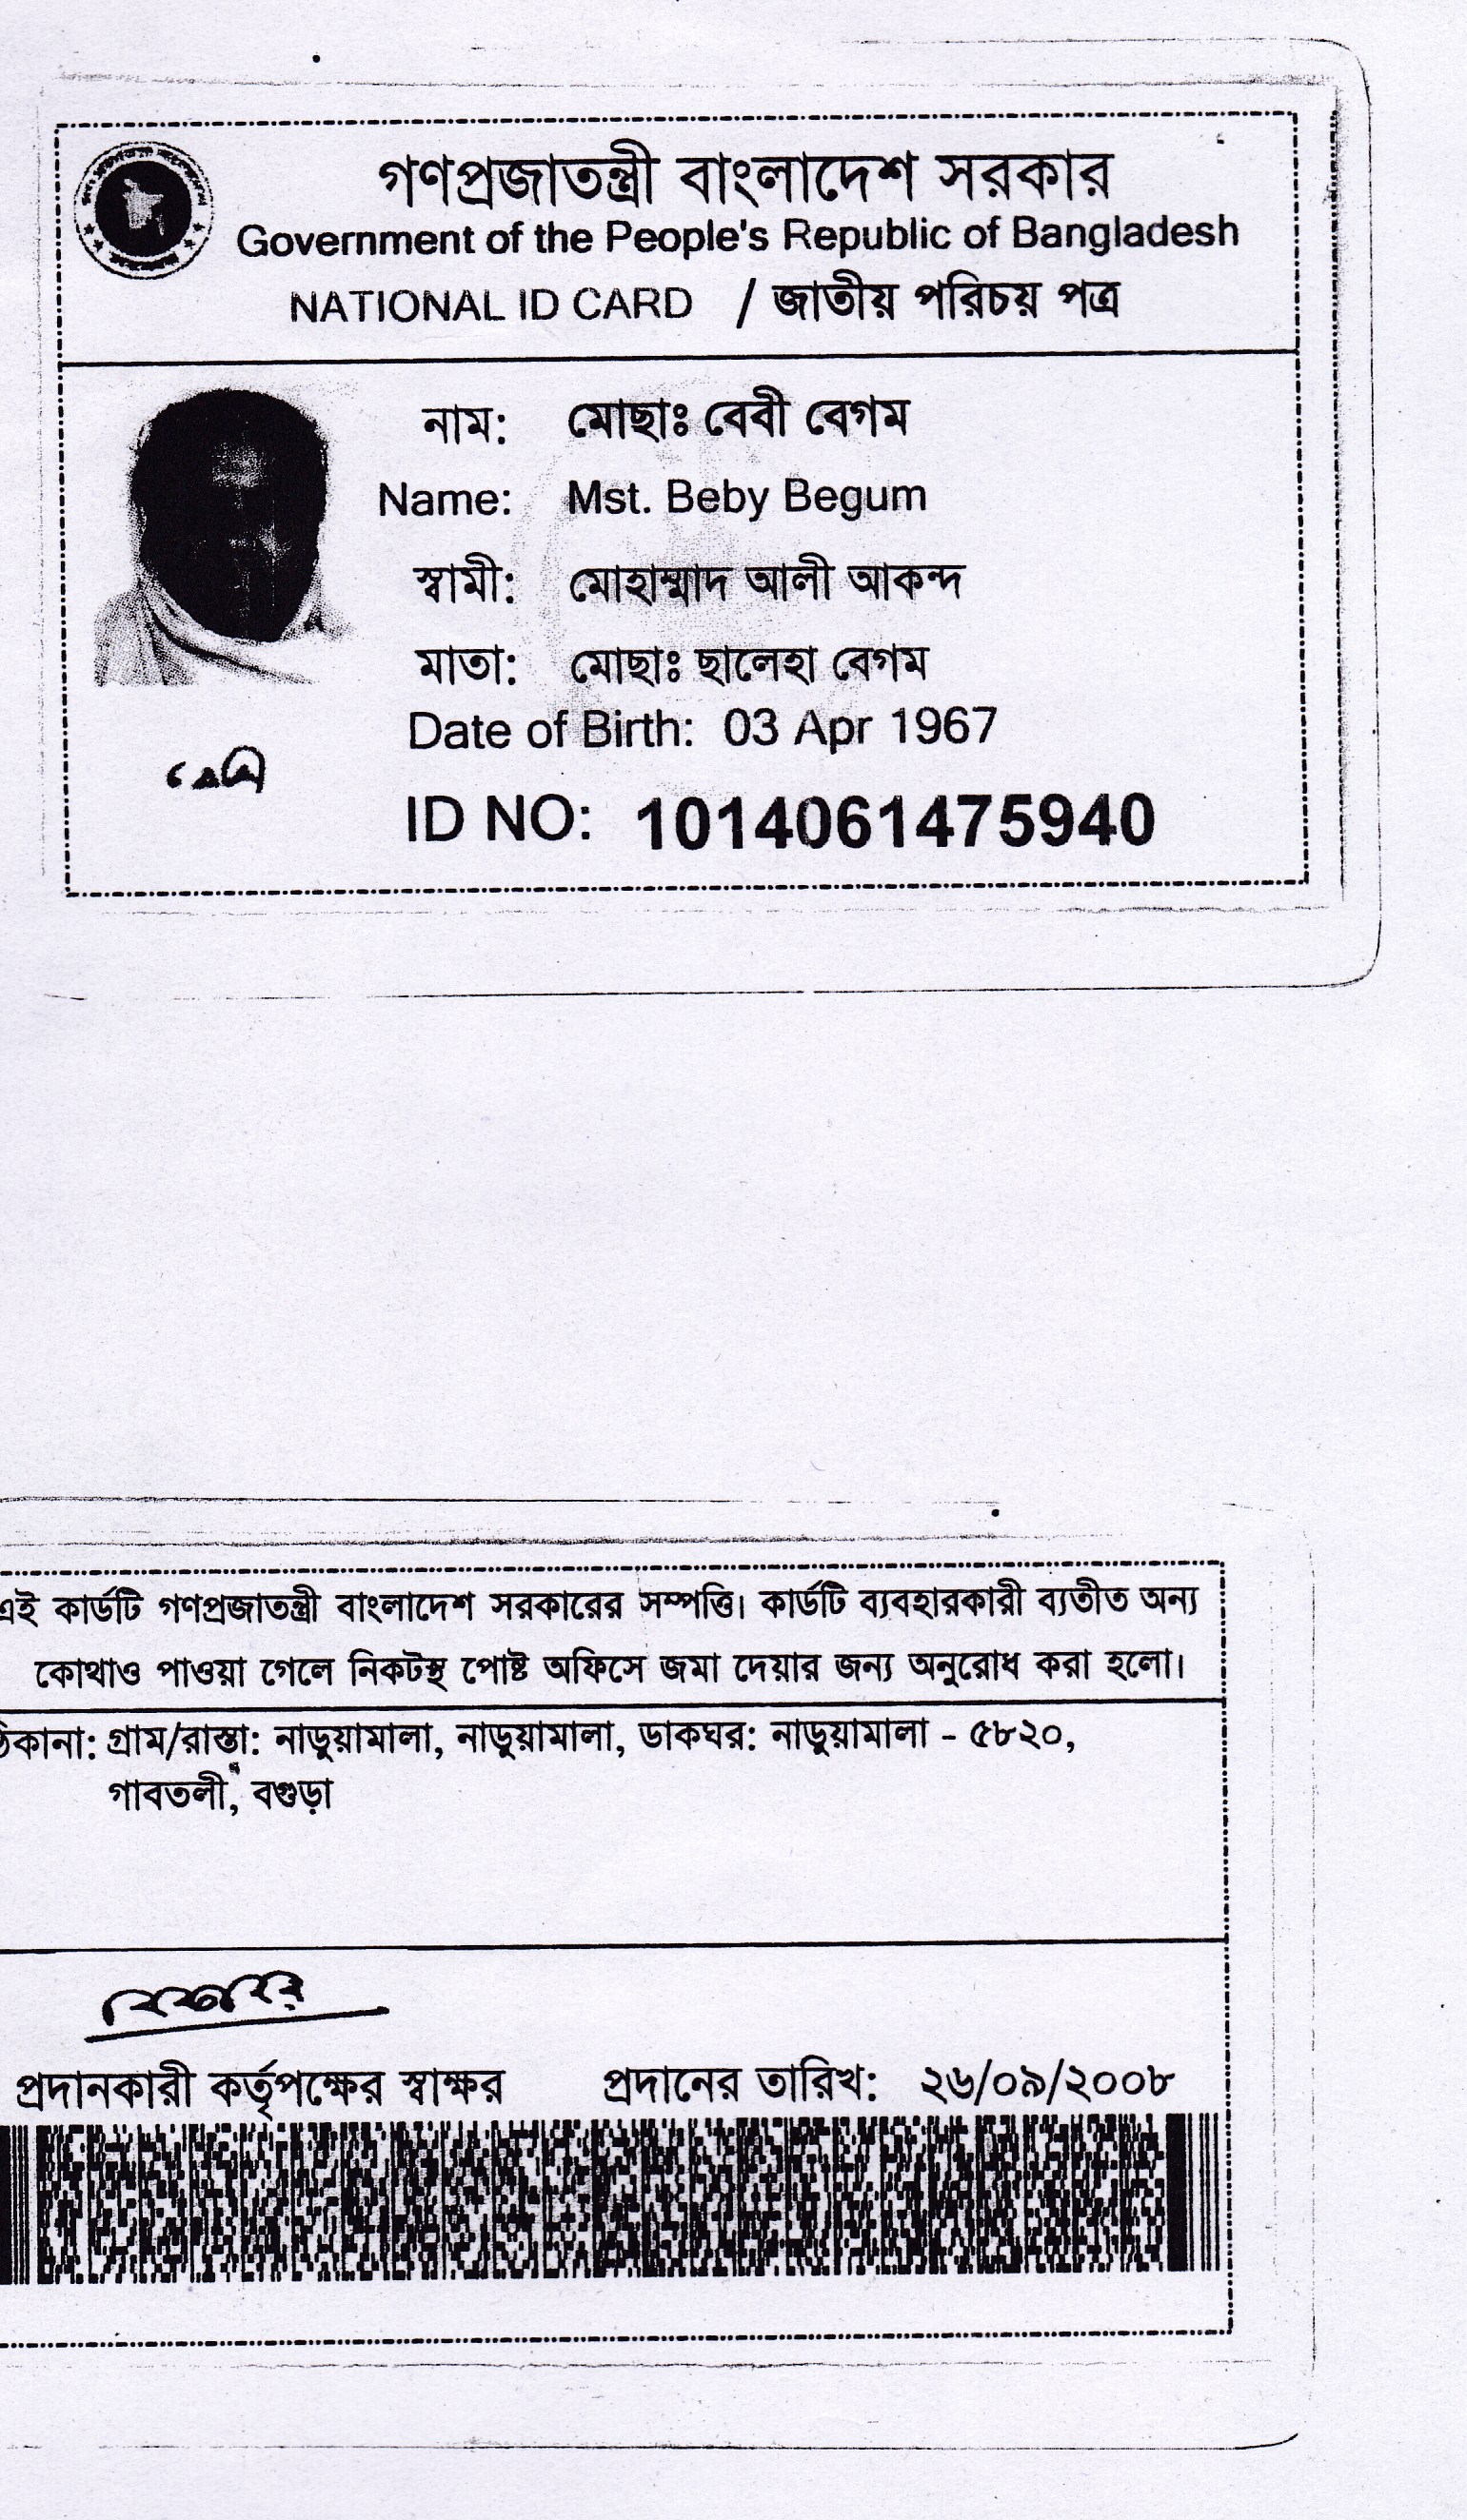 গণপ্রজাতন্ত্রী বাংলাদেশ সরকার
Government of the People's Republic of Bangladesh
NATIONAL ID CARD / জাতীয় পরিচয় পত্র
নাম: মোছাঃ বেবী বেগম
Name: Mst. Beby Begum
স্বামী: মোহাম্মাদ আলী আকন্দ
মাতা: মোছাঃ ছালেহা বেগম
Date of Birth: 03 Apr 1967
ID NO: 1014061475940
এই কার্ডটি গণপ্রজাতন্ত্রী বাংলাদেশ সরকারের সম্পত্তি। কার্ডটি ব্যবহারকারী ব্যতীত অন্য
কোথাও পাওয়া গেলে নিকটস্থ পোষ্ট অফিসে জমা দেয়ার জন্য অনুরোধ করা হলো।
ঠিকানা: গ্রাম/রাস্তা: নাড়ুয়ামালা, নাড়ুয়ামালা, ডাকঘর: নাড়ুয়ামালা - ৫৮২০,
গাবতলী, বগুড়া
প্রদানকারী কর্তৃপক্ষের স্বাক্ষর প্রদানের তারিখ: ২৬/০৯/২০০৮